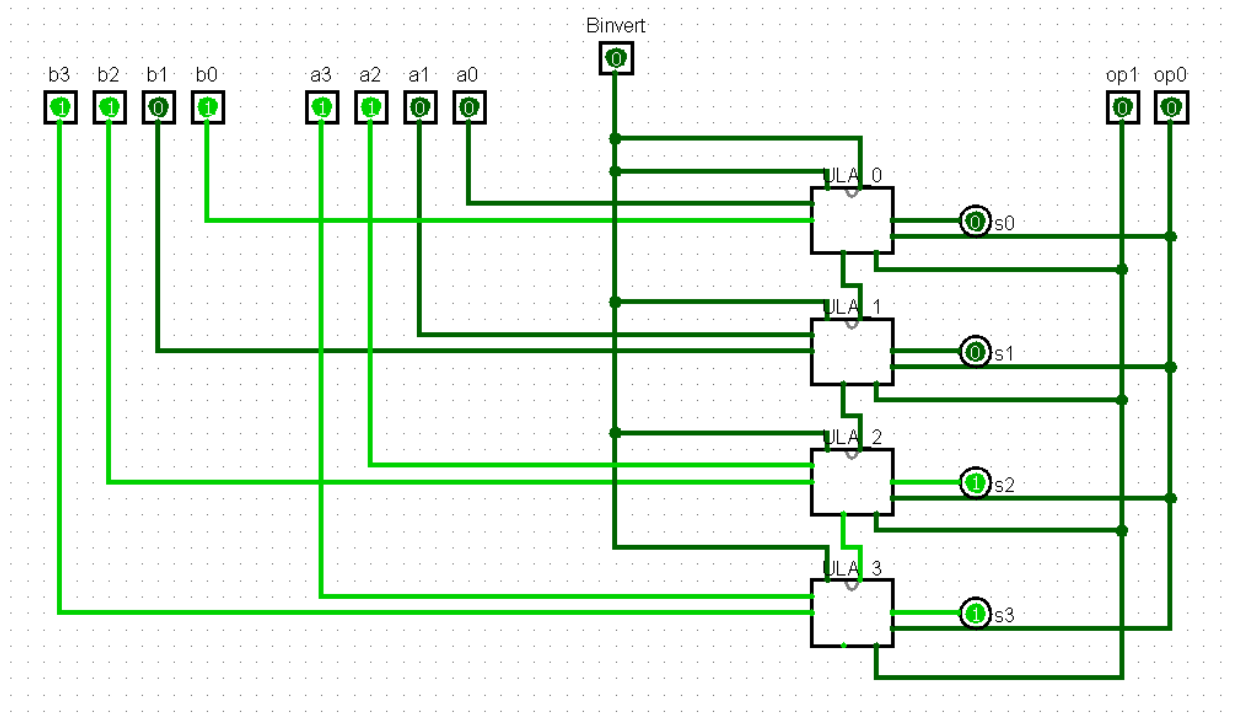 Binvert
0
b3 b2 b1 b0 a3 a2 a1 a0 op1 op0
1 1 0 1 1 1 0 0 0 0
ULA_0
0 s0
ULA_1
0 s1
ULA_2
1 s2
ULA_3
1 s3